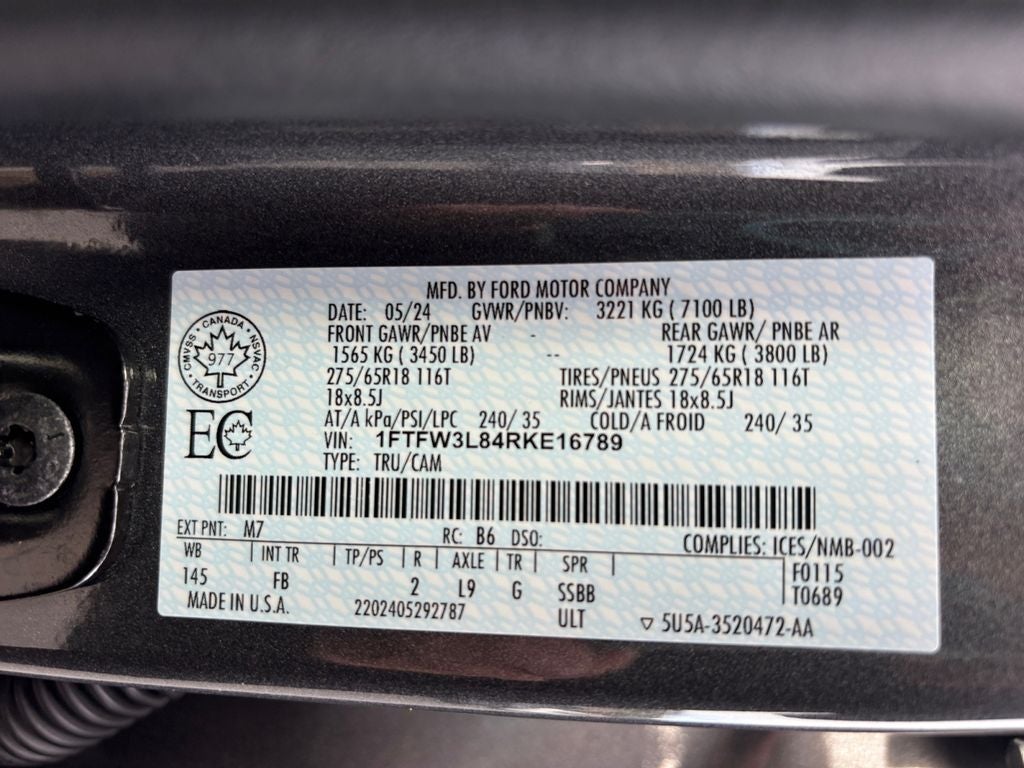 MFD. BY FORD MOTOR COMPANY
DATE: 05/24 GVWR/PNBV: 3221 KG ( 7100 LB)
FRONT GAWR/PNBE AV - REAR GAWR/ PNBE AR
1565 KG ( 3450 LB) -- 1724 KG ( 3800 LB)
275/65R18 116T TIRES/PNEUS 275/65R18 116T
18x8.5J RIMS/JANTES 18x8.5J
AT/A kPa/PSI/LPC 240/ 35 COLD/A FROID 240/ 35
VIN: 1FTFW3L84RKE16789
TYPE: TRU/CAM
CANADA
CMVSS • NSVAC
977
TRANSPORT
EC
EXT PNT: M7 RC: B6 DSO: COMPLIES: ICES/NMB-002
WB | INT TR | TP/PS | R | AXLE | TR | SPR | F0115
145 FB 2 L9 G SSBB T0689
MADE IN U.S.A. 2202405292787 ULT ▽ 5U5A-3520472-AA